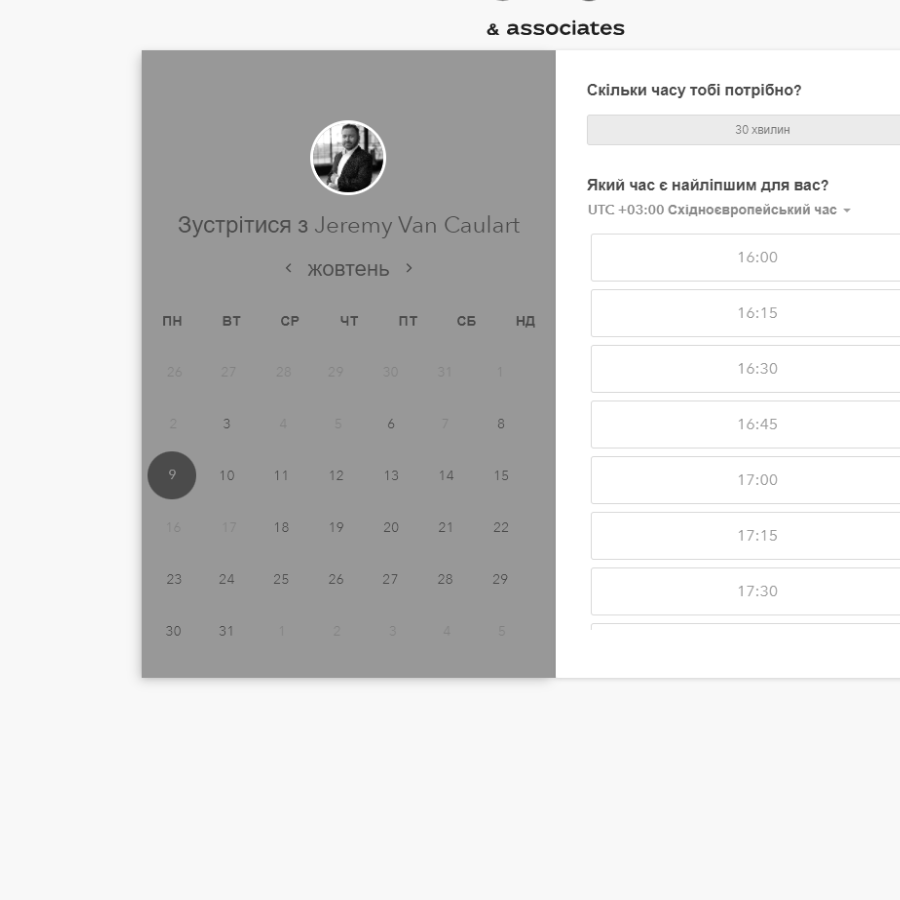 & associates
Зустрітися з Jeremy Van Caulart
жовтень
ПН ВТ СР ЧТ ПТ СБ НД
26 27 28 29 30 31 1
2 3 4 5 6 7 8
9 10 11 12 13 14 15
16 17 18 19 20 21 22
23 24 25 26 27 28 29
30 31 1 2 3 4 5
Скільки часу тобі потрібно?
30 хвилин
Який час є найліпшим для вас?
UTC +03:00 Східноєвропейський час
16:00
16:15
16:30
16:45
17:00
17:15
17:30